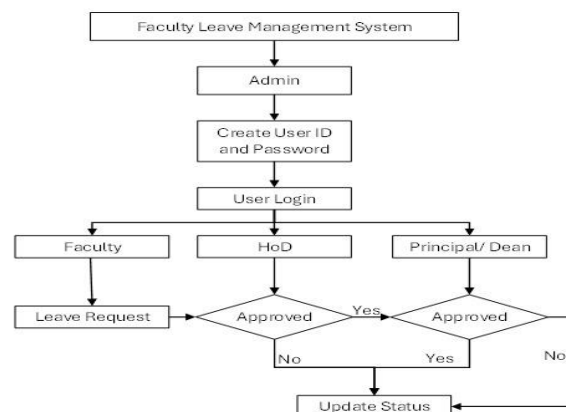 Faculty Leave Management System
Admin
Create User ID
and Password
User Login
Faculty
HoD
Principal/ Dean
Leave Request
Approved
Yes
Approved
No
Yes
No
Update Status